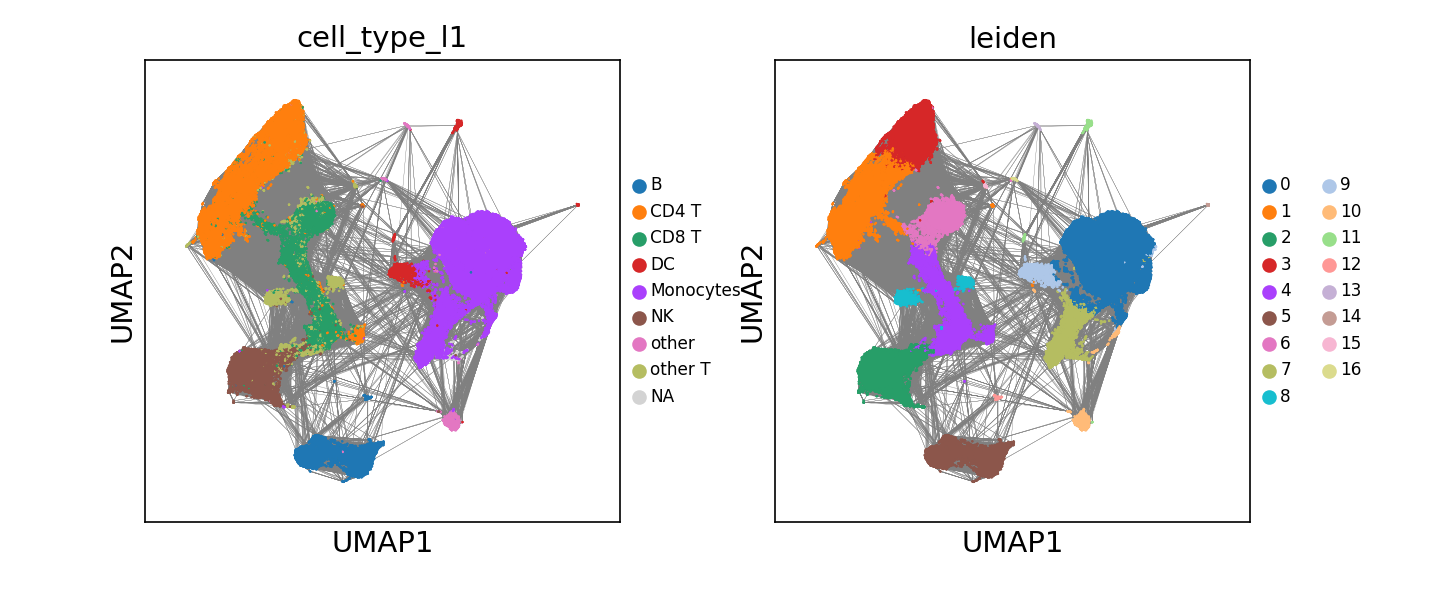 cell_type_l1
UMAP2
UMAP1
B
CD4 T
CD8 T
DC
Monocytes
NK
other
other T
NA
leiden
UMAP2
UMAP1
0
1
2
3
4
5
6
7
8
9
10
11
12
13
14
15
16